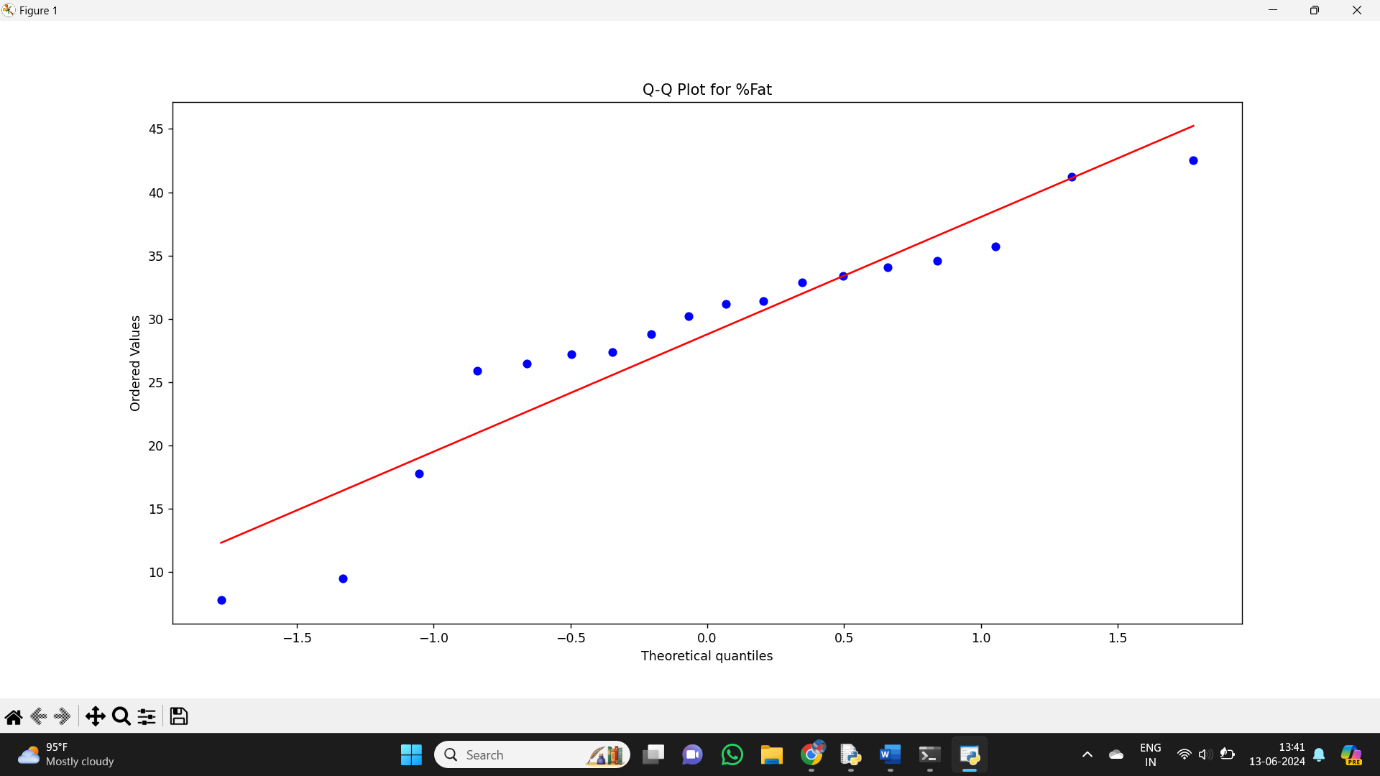 Figure 1
Q-Q Plot for %Fat
45
40
35
30
25
20
15
10
Ordered Values
−1.5 −1.0 −0.5 0.0 0.5 1.0 1.5
Theoretical quantiles
95°F
Mostly cloudy
Search
ENG
IN
13:41
13-06-2024
PRE